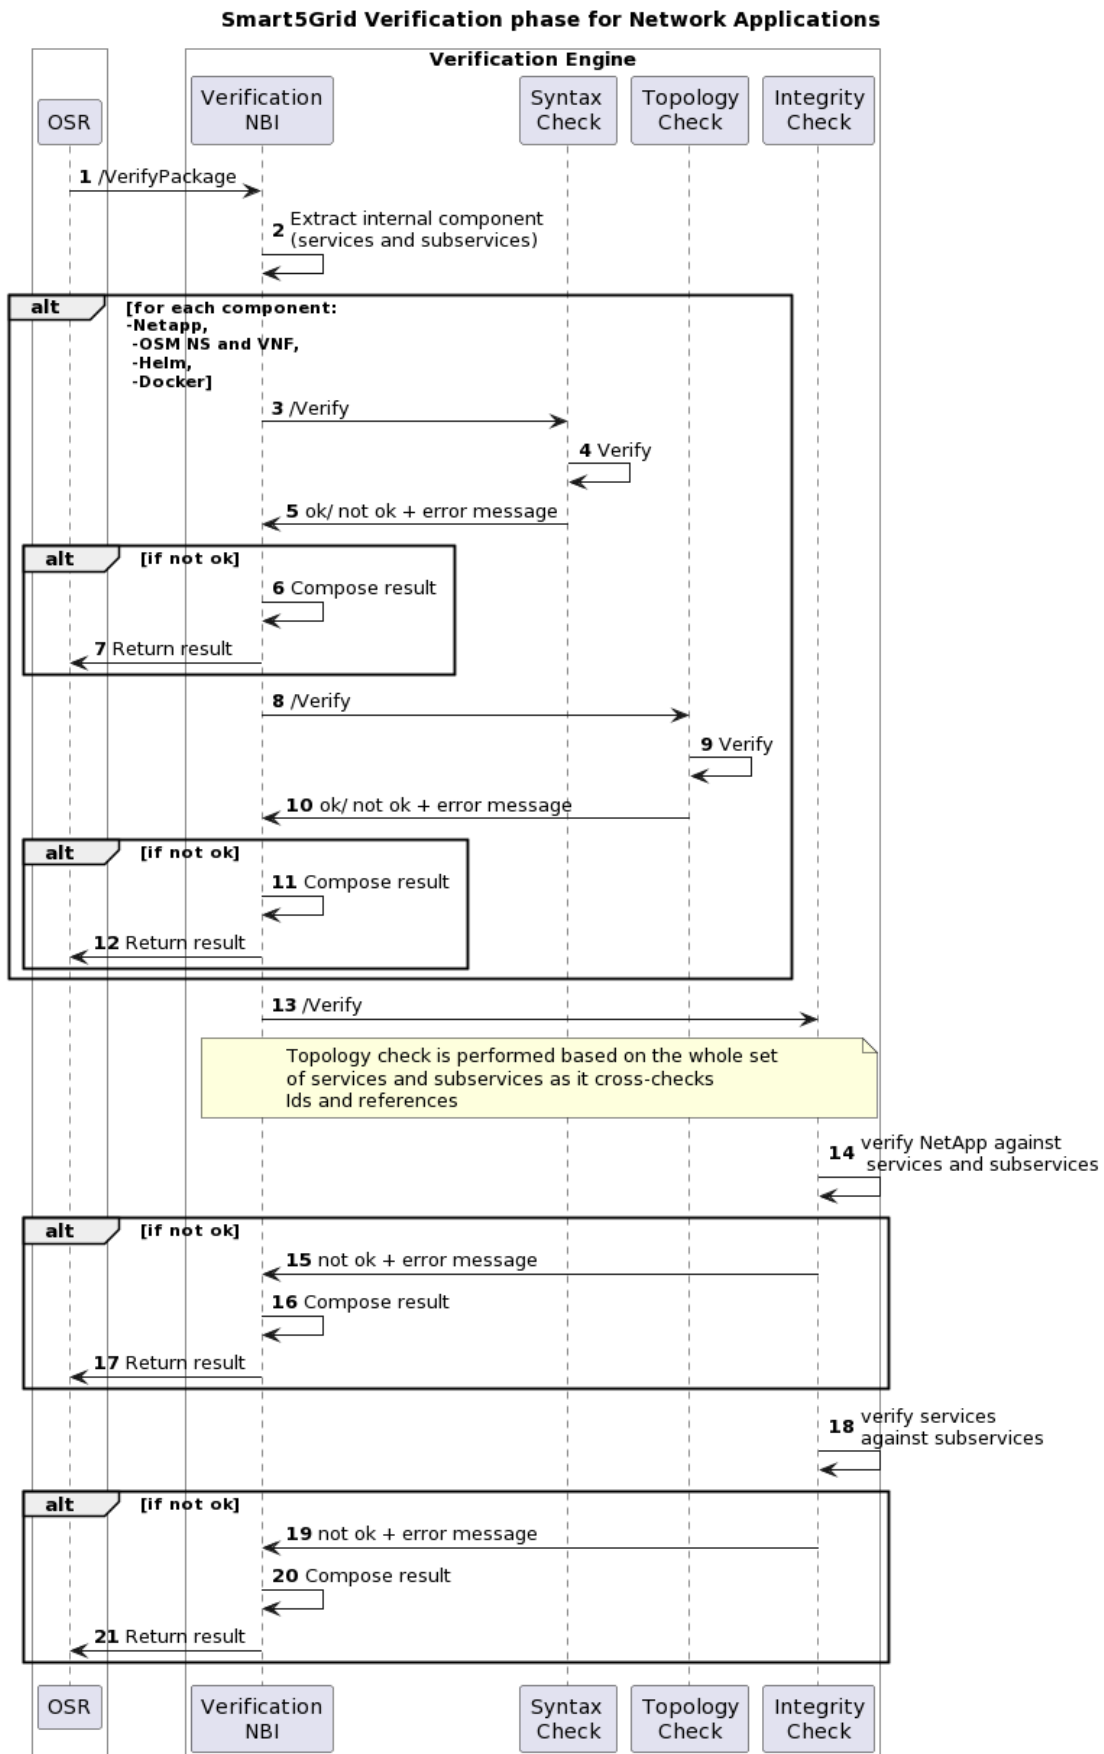 Smart5Grid Verification phase for Network Applications
Verification Engine
OSR
Verification
NBI
Syntax
Check
Topology
Check
Integrity
Check
1 /VerifyPackage
2 Extract internal component
(services and subservices)
alt [for each component:
-Netapp,
-OSM NS and VNF,
-Helm,
-Docker]
3 /Verify
4 Verify
5 ok/ not ok + error message
alt [if not ok]
6 Compose result
7 Return result
8 /Verify
9 Verify
10 ok/ not ok + error message
alt [if not ok]
11 Compose result
12 Return result
13 /Verify
Topology check is performed based on the whole set
of services and subservices as it cross-checks
Ids and references
14 verify NetApp against
services and subservices
alt [if not ok]
15 not ok + error message
16 Compose result
17 Return result
18 verify services
against subservices
alt [if not ok]
19 not ok + error message
20 Compose result
21 Return result
OSR
Verification
NBI
Syntax
Check
Topology
Check
Integrity
Check